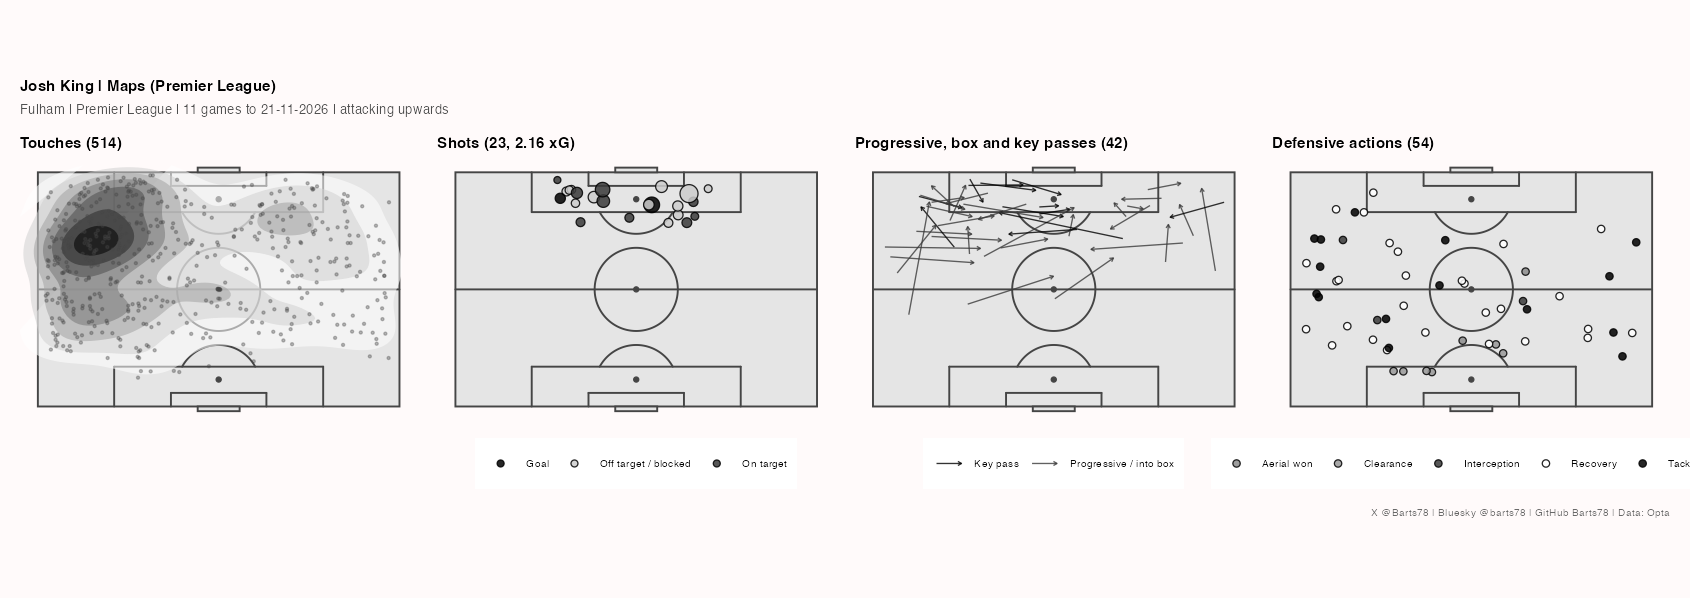 Josh King | Maps (Premier League)
Fulham | Premier League | 11 games to 21-11-2026 | attacking upwards
Touches (514)
Shots (23, 2.16 xG)
Progressive, box and key passes (42)
Defensive actions (54)
Goal
Off target / blocked
On target
Key pass
Progressive / into box
Aerial won
Clearance
Interception
Recovery
Tack
X @Barts78 | Bluesky @barts78 | GitHub Barts78 | Data: Opta